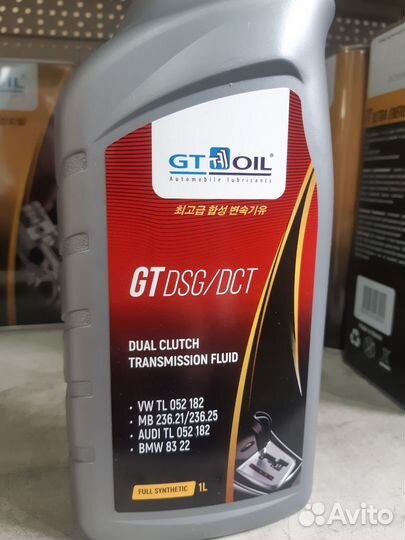 GT OIL®
Automobile lubricants
최고급 합성 변속기유
GT DSG/DCT
DUAL CLUTCH
TRANSMISSION FLUID
• VW TL 052 182
• MB 236.21/236.25
• AUDI TL 052 182
• BMW 83 22
FULL SYNTHETIC 1L
Avito